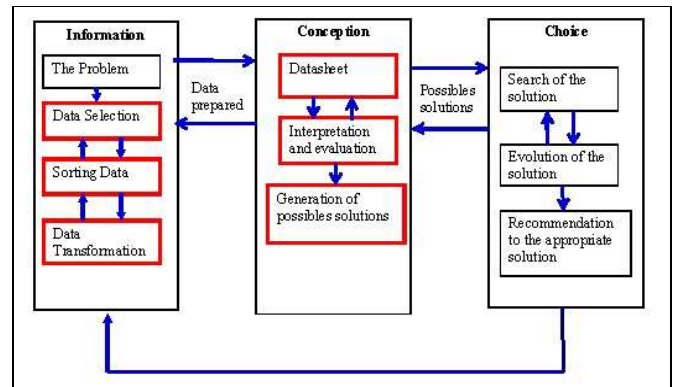 Information
The Problem
Data Selection
Sorting Data
Data
Transformation
Data
prepared
Conception
Datasheet
Interpretation
and evaluation
Generation of
possibles solutions
Possibles
solutions
Choice
Search of the
solution
Evolution of the
solution
Recommendation
to the appropriate
solution